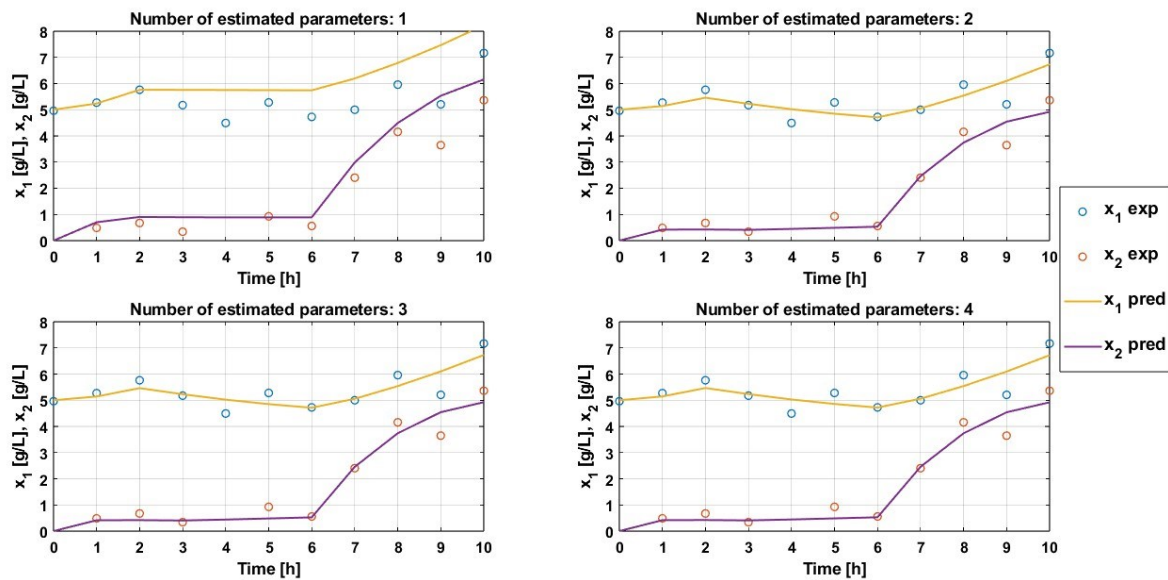 Number of estimated parameters: 1
8
7
6
5
4
3
2
1
0
x1 [g/L], x2 [g/L]
0 1 2 3 4 5 6 7 8 9 10
Time [h]
Number of estimated parameters: 2
8
7
6
5
4
3
2
1
0
x1 [g/L], x2 [g/L]
0 1 2 3 4 5 6 7 8 9 10
Time [h]
x1 exp
x2 exp
x1 pred
x2 pred
Number of estimated parameters: 3
8
7
6
5
4
3
2
1
0
x1 [g/L], x2 [g/L]
0 1 2 3 4 5 6 7 8 9 10
Time [h]
Number of estimated parameters: 4
8
7
6
5
4
3
2
1
0
x1 [g/L], x2 [g/L]
0 1 2 3 4 5 6 7 8 9 10
Time [h]